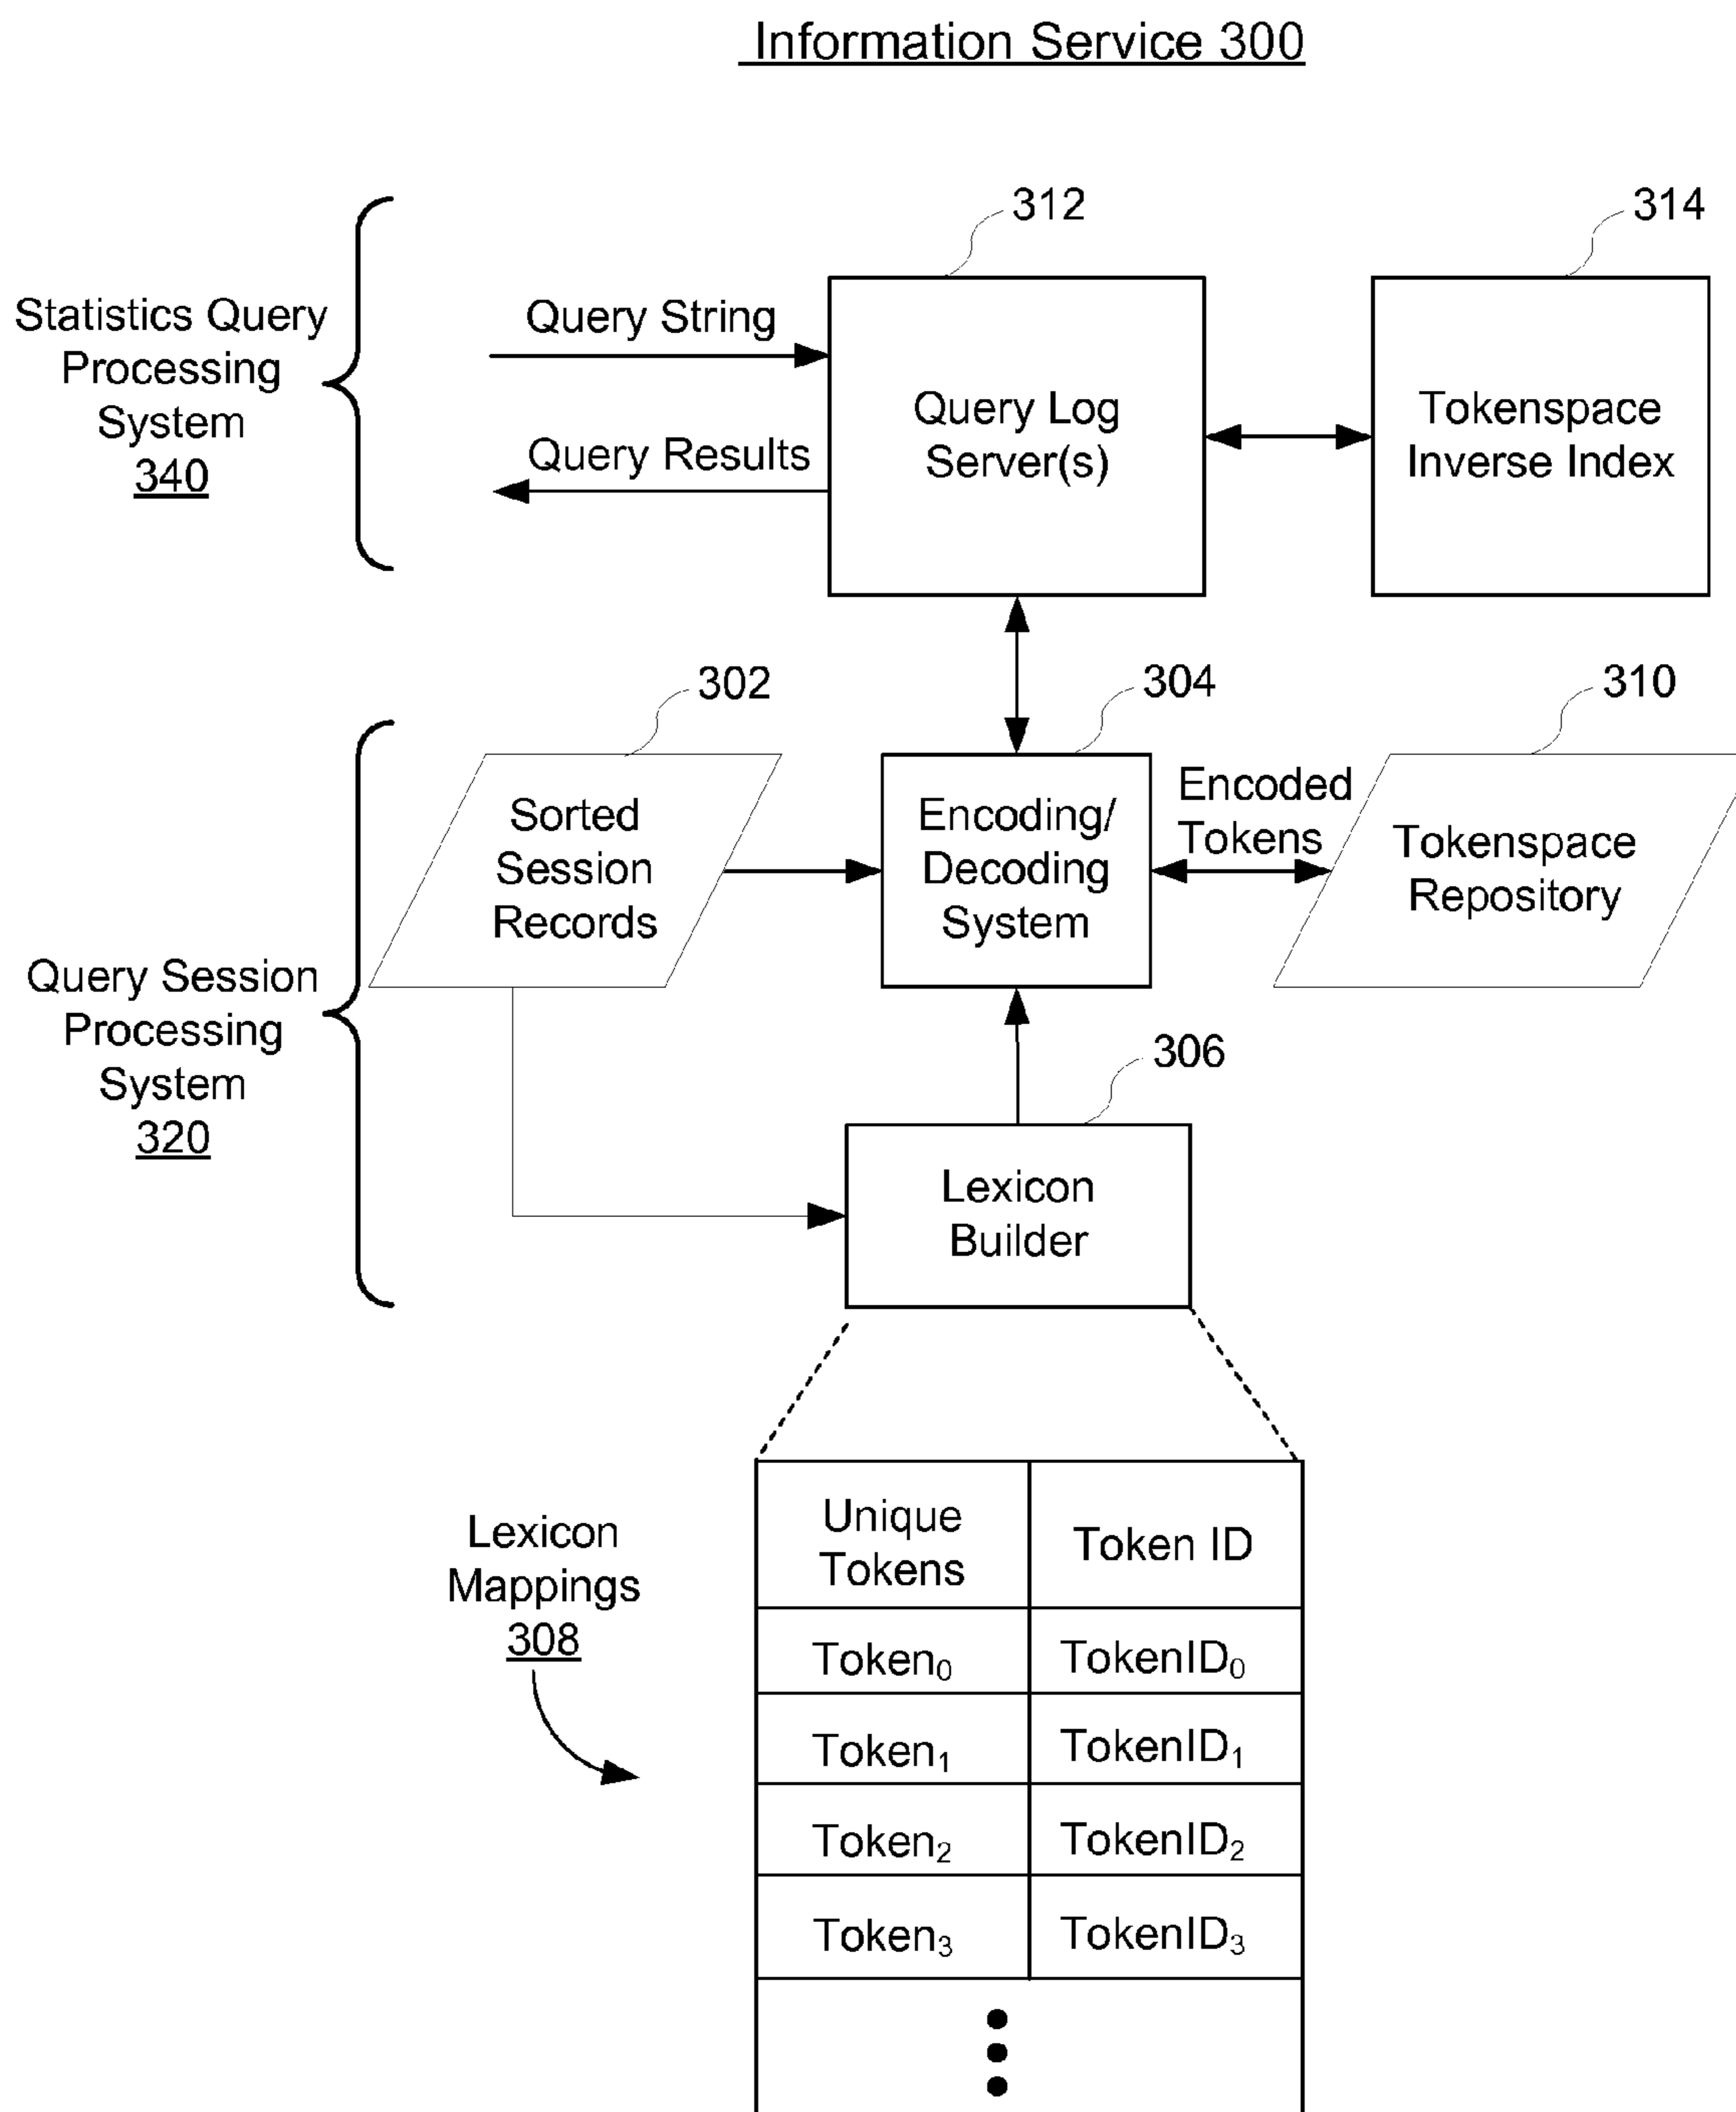 Information Service 300
312
314
Statistics Query
Processing
System
340
Query String
Query Results
Query Log
Server(s)
Tokenspace
Inverse Index
302
304
310
Sorted
Session
Records
Encoding/
Decoding
System
Encoded
Tokens
Tokenspace
Repository
Query Session
Processing
System
320
306
Lexicon
Builder
Lexicon
Mappings
308
Unique
Tokens
Token ID
Token₀
TokenID₀
Token₁
TokenID₁
Token₂
TokenID₂
Token₃
TokenID₃